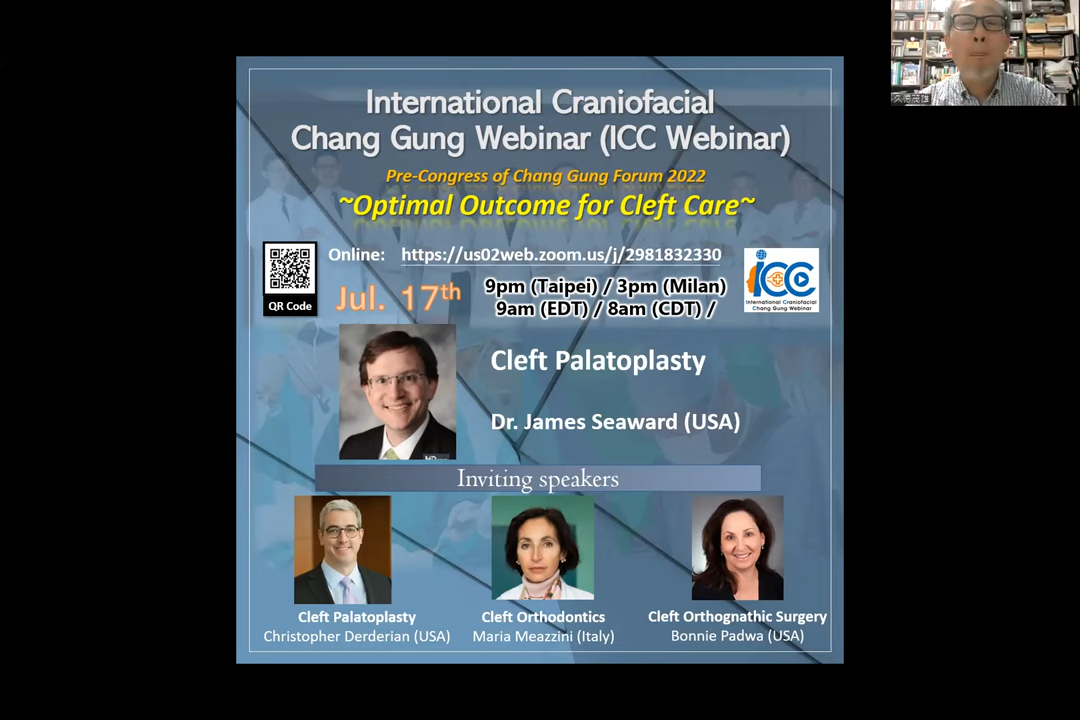 International Craniofacial
Chang Gung Webinar (ICC Webinar)
Pre-Congress of Chang Gung Forum 2022
~Optimal Outcome for Cleft Care~
Online: https://us02web.zoom.us/j/2981832330
QR Code
Jul. 17th
9pm (Taipei) / 3pm (Milan)
9am (EDT) / 8am (CDT) /
ICC
International Craniofacial
Chang Gung Webinar
Cleft Palatoplasty
Dr. James Seaward (USA)
Inviting speakers
Cleft Palatoplasty
Christopher Derderian (USA)
Cleft Orthodontics
Maria Meazzini (Italy)
Cleft Orthognathic Surgery
Bonnie Padwa (USA)